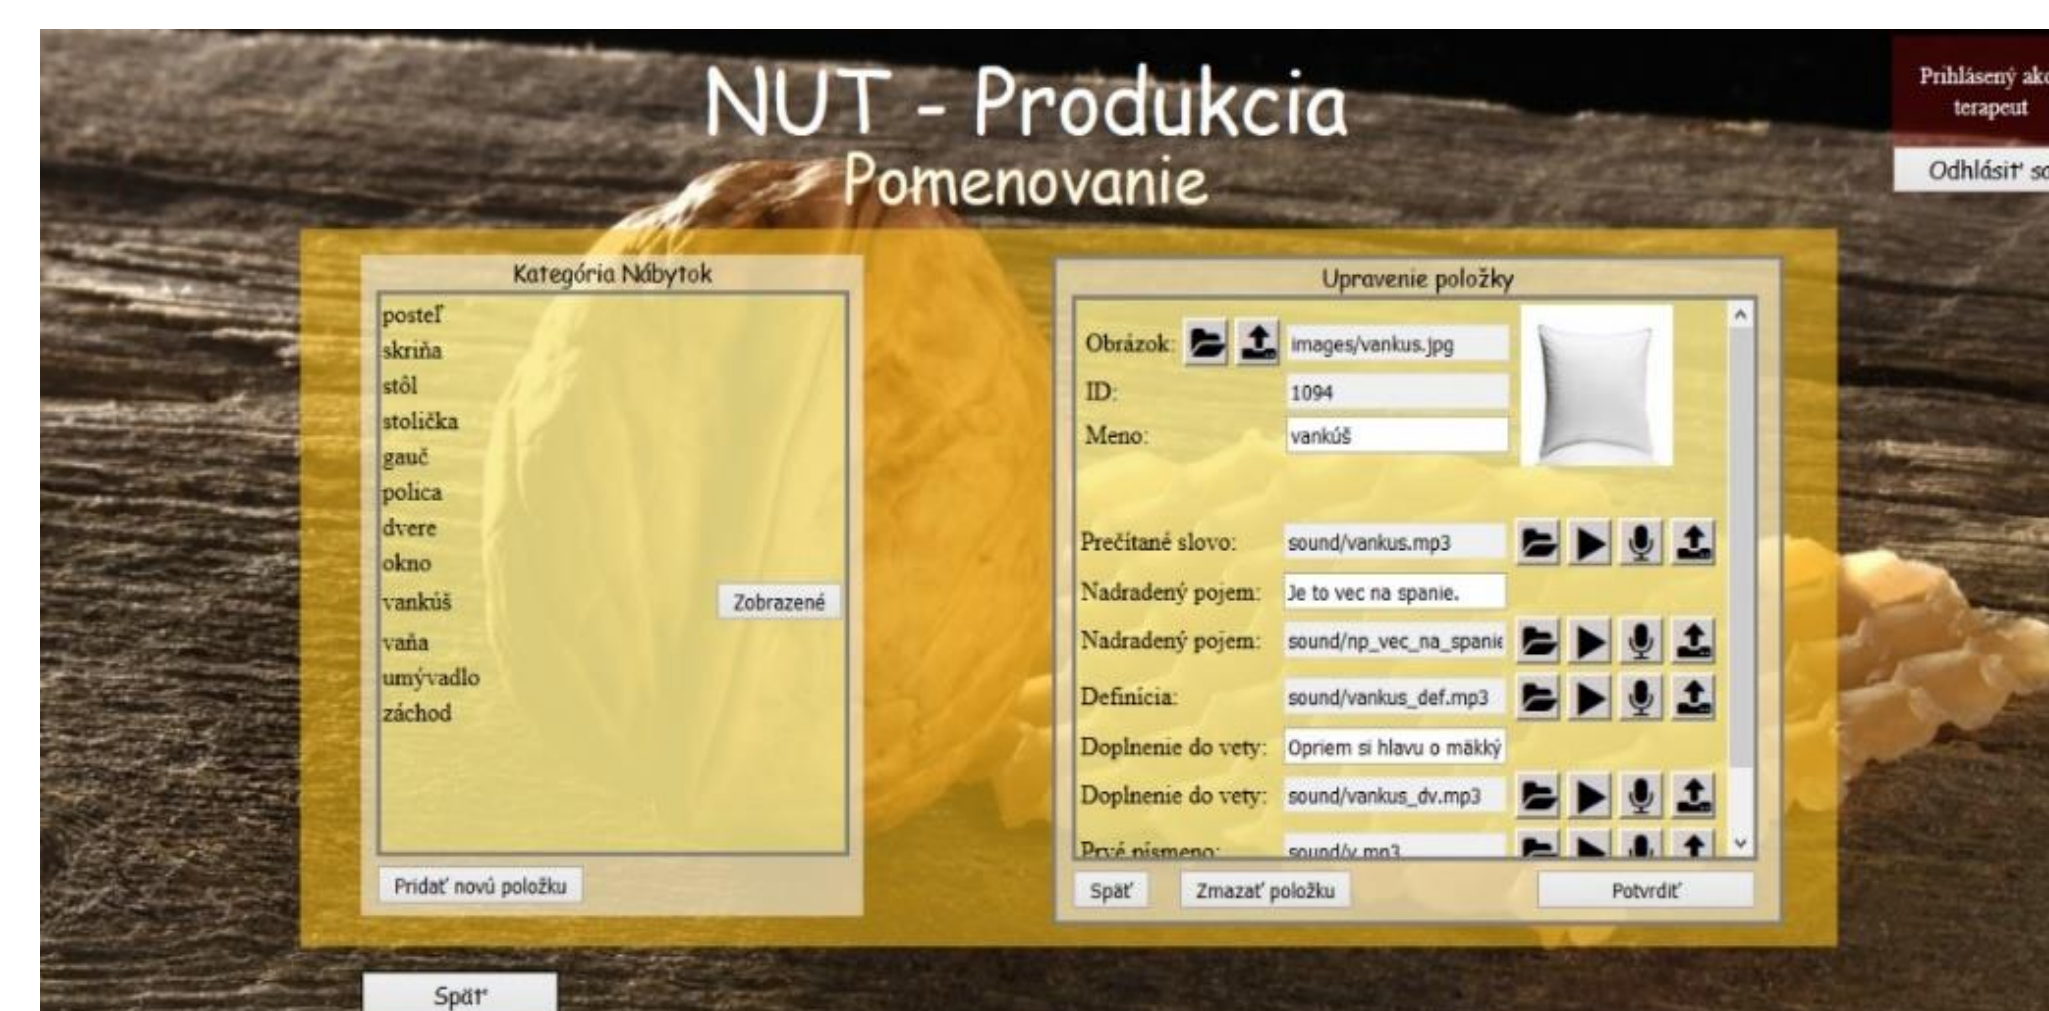 NUT - Produkcia
Pomenovanie
Prihlásený ako
terapeut
Odhlásiť sa
Kategória Nábytok
posteľ
skriňa
stôl
stolička
gauč
polica
dvere
okno
vankúš Zobrazené
vaňa
umývadlo
záchod
Pridať novú položku
Upravenie položky
Obrázok: images/vankus.jpg
ID: 1094
Meno: vankúš
Prečítané slovo: sound/vankus.mp3
Nadradený pojem: Je to vec na spanie.
Nadradený pojem: sound/np_vec_na_spanie
Definícia: sound/vankus_def.mp3
Doplnenie do vety: Opriem si hlavu o mäkký
Doplnenie do vety: sound/vankus_dv.mp3
Prvé písmeno: sound/v.mp3
Späť Zmazať položku Potvrdiť
Späť